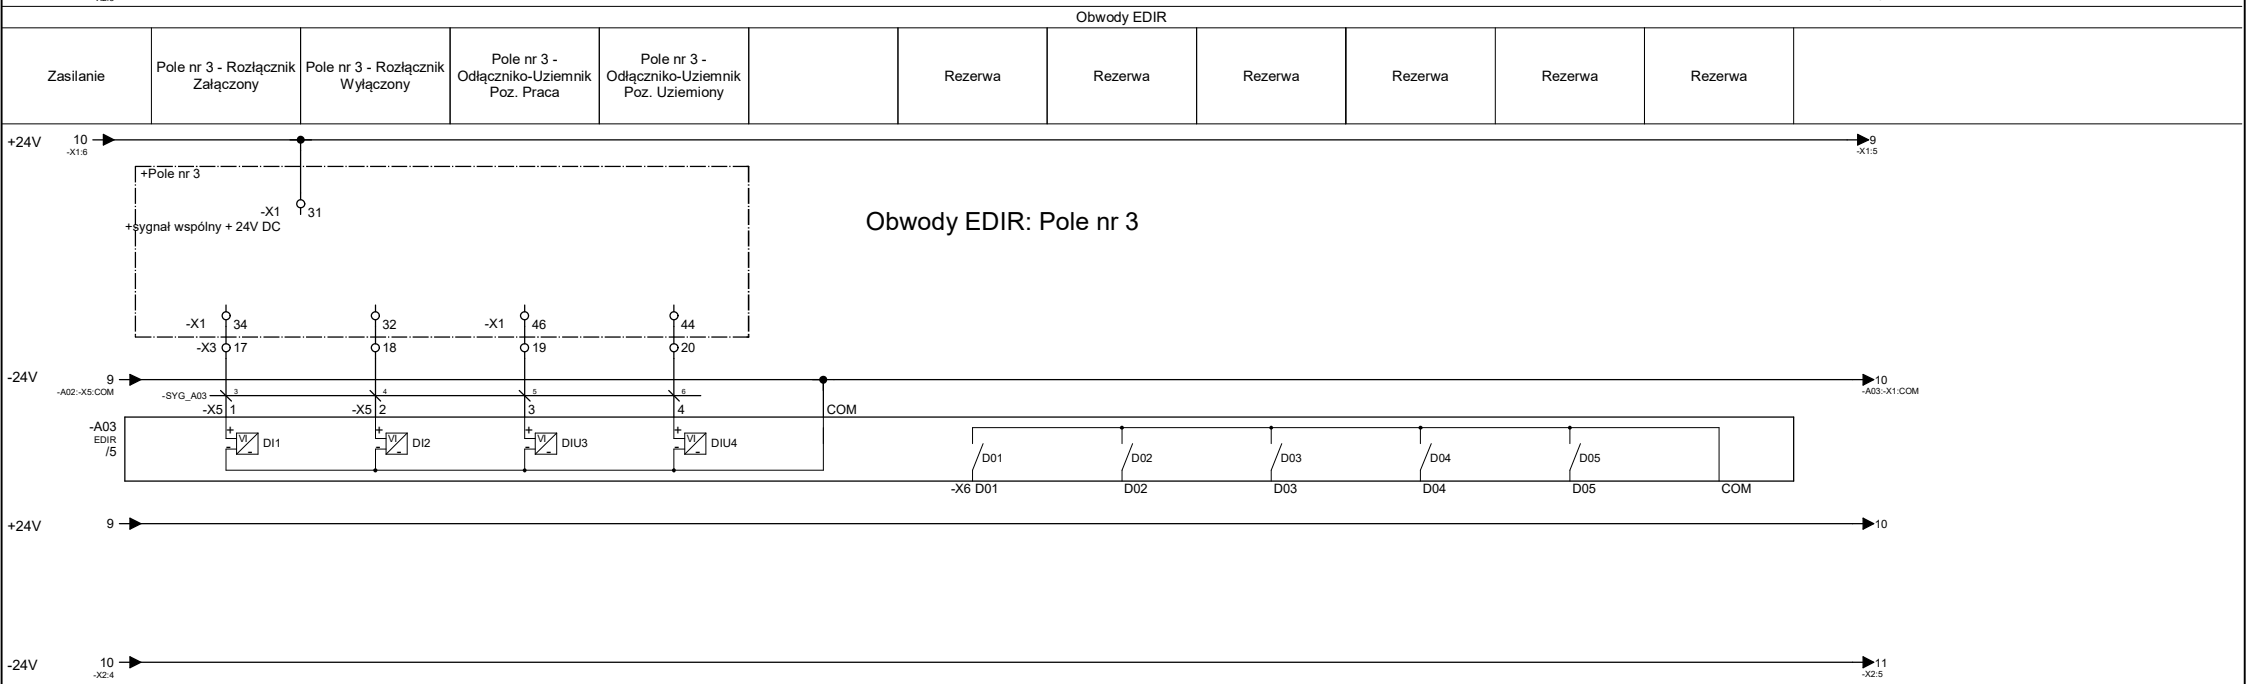 Obwody EDIR
Zasilanie
Pole nr 3 - Rozłącznik
Załączony
Pole nr 3 - Rozłącznik
Wyłączony
Pole nr 3 -
Odłączniko-Uziemnik
Poz. Praca
Pole nr 3 -
Odłączniko-Uziemnik
Poz. Uziemiony
Rezerwa
Rezerwa
Rezerwa
Rezerwa
Rezerwa
Rezerwa
+24V
10
-X1:6
9
-X1:5
+Pole nr 3
-X1
31
+sygnał wspólny + 24V DC
Obwody EDIR: Pole nr 3
-X1 34
32
-X1 46
44
-X3 17
18
19
20
-24V
9
-A02:-X5:COM
10
-A03:-X1:COM
-SYG_A03
3
4
5
6
-X5 1
-X5 2
3
4
COM
-A03
EDIR
/5
+
-
VI
-
DI1
+
-
VI
-
DI2
+
-
VI
-
DIU3
+
-
VI
-
DIU4
D01
D02
D03
D04
D05
-X6 D01
D02
D03
D04
D05
COM
+24V
9
10
-24V
10
-X2:4
11
-X2:5